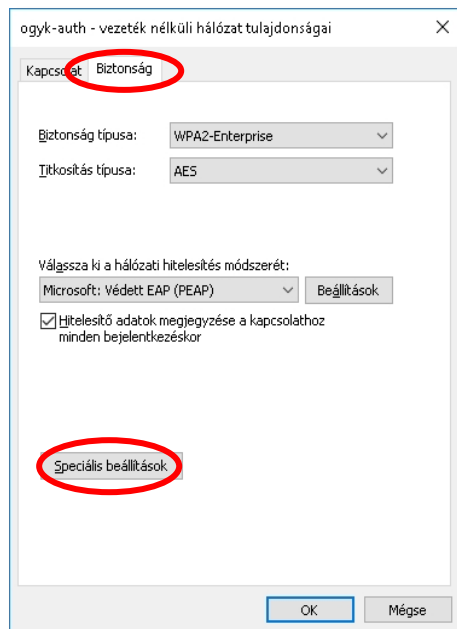 ogyk-auth - vezeték nélküli hálózat tulajdonságai
Kapcsolat Biztonság
Biztonság típusa: WPA2-Enterprise
Titkosítás típusa: AES
Válassza ki a hálózati hitelesítés módszerét:
Microsoft: Védett EAP (PEAP) Beállítások
Hitelesítő adatok megjegyzése a kapcsolathoz
minden bejelentkezéskor
Speciális beállítások
OK Mégse